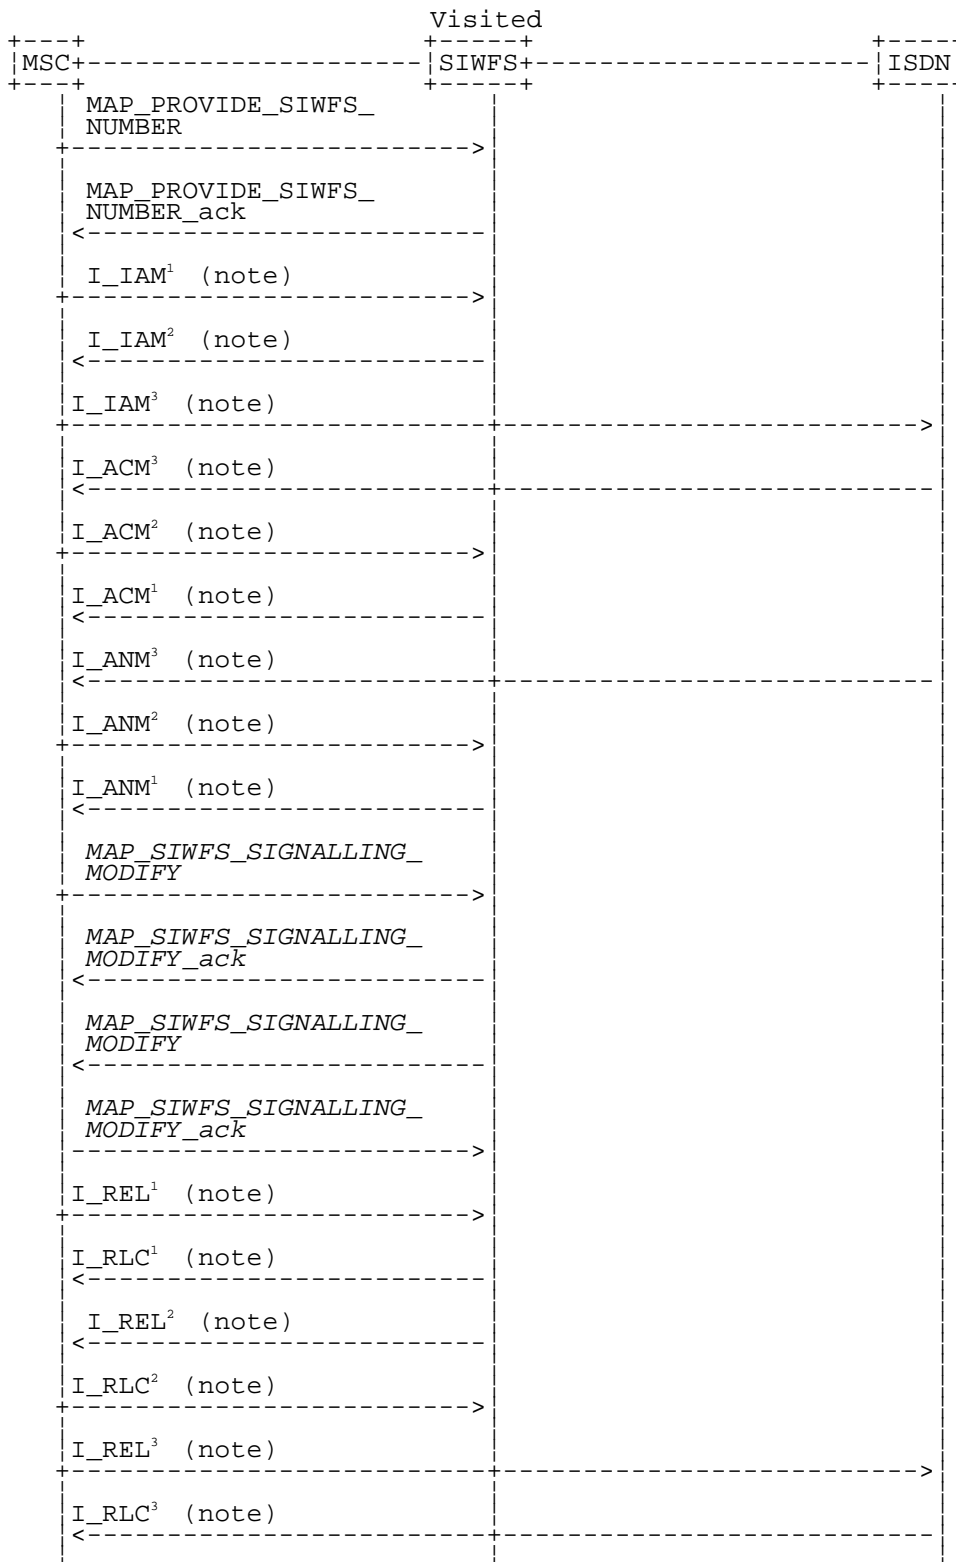 Visited
MSC SIWFS ISDN
MAP_PROVIDE_SIWFS_
NUMBER
MAP_PROVIDE_SIWFS_
NUMBER_ack
I_IAM¹ (note)
I_IAM² (note)
I_IAM³ (note)
I_ACM³ (note)
I_ACM² (note)
I_ACM¹ (note)
I_ANM³ (note)
I_ANM² (note)
I_ANM¹ (note)
MAP_SIWFS_SIGNALLING_
MODIFY
MAP_SIWFS_SIGNALLING_
MODIFY_ack
MAP_SIWFS_SIGNALLING_
MODIFY
MAP_SIWFS_SIGNALLING_
MODIFY_ack
I_REL¹ (note)
I_RLC¹ (note)
I_REL² (note)
I_RLC² (note)
I_REL³ (note)
I_RLC³ (note)